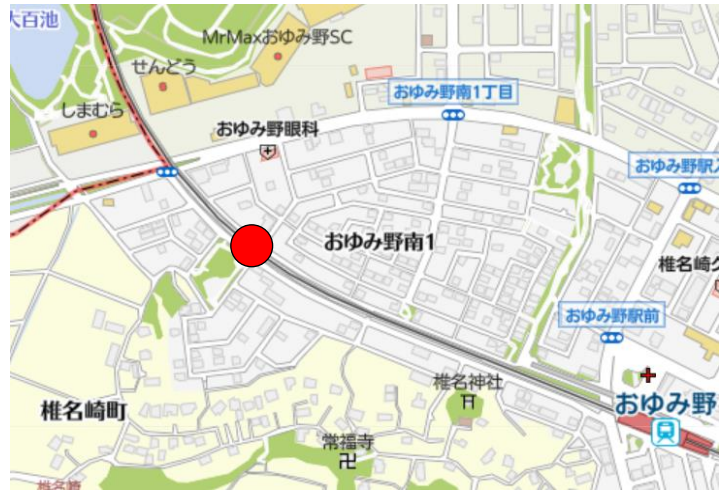 大百池
MrMaxおゆみ野SC
せんどう
しまむら
おゆみ野南1丁目
おゆみ野眼科
おゆみ野駅入
おゆみ野南1
椎名崎ク
おゆみ野駅前
椎名神社
椎名崎町
おゆみ野
常福寺